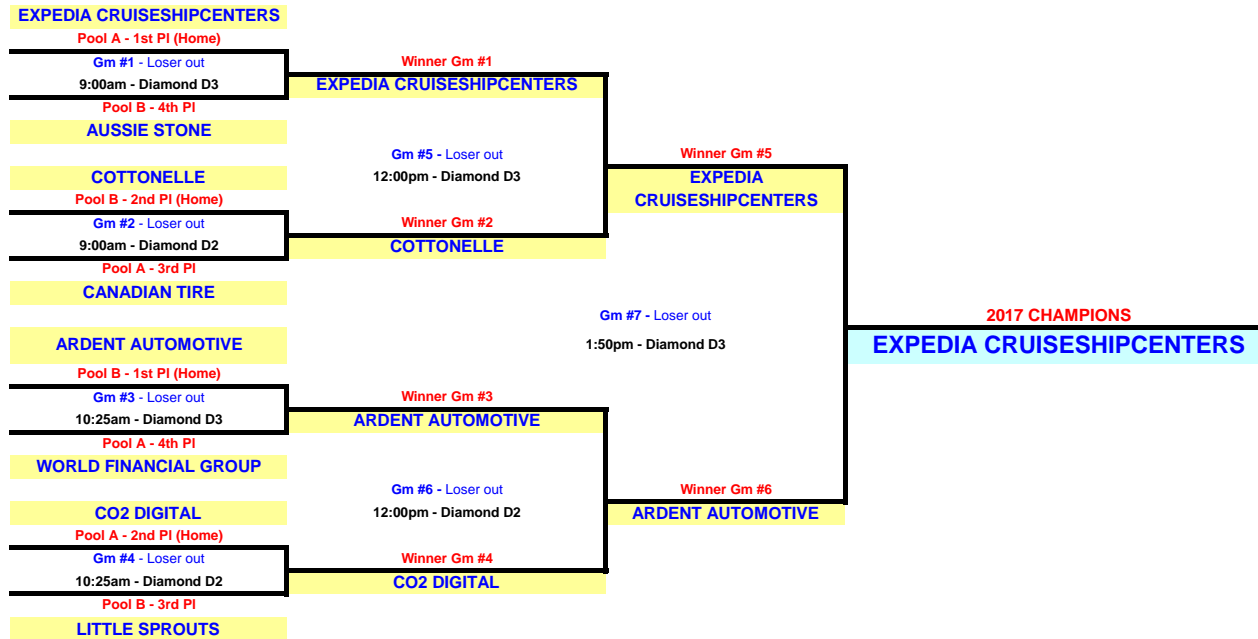 EXPEDIA CRUISESHIPCENTERS
Pool A - 1st Pl (Home)
Gm #1 - Loser out
9:00am - Diamond D3
Pool B - 4th Pl
AUSSIE STONE
COTTONELLE
Pool B - 2nd Pl (Home)
Gm #2 - Loser out
9:00am - Diamond D2
Pool A - 3rd Pl
CANADIAN TIRE
ARDENT AUTOMOTIVE
Pool B - 1st Pl (Home)
Gm #3 - Loser out
10:25am - Diamond D3
Pool A - 4th Pl
WORLD FINANCIAL GROUP
CO2 DIGITAL
Pool A - 2nd Pl (Home)
Gm #4 - Loser out
10:25am - Diamond D2
Pool B - 3rd Pl
LITTLE SPROUTS
Winner Gm #1
EXPEDIA CRUISESHIPCENTERS
Gm #5 - Loser out
12:00pm - Diamond D3
Winner Gm #2
COTTONELLE
Winner Gm #3
ARDENT AUTOMOTIVE
Gm #6 - Loser out
12:00pm - Diamond D2
Winner Gm #4
CO2 DIGITAL
Winner Gm #5
EXPEDIA
CRUISESHIPCENTERS
Gm #7 - Loser out
1:50pm - Diamond D3
Winner Gm #6
ARDENT AUTOMOTIVE
2017 CHAMPIONS
EXPEDIA CRUISESHIPCENTERS